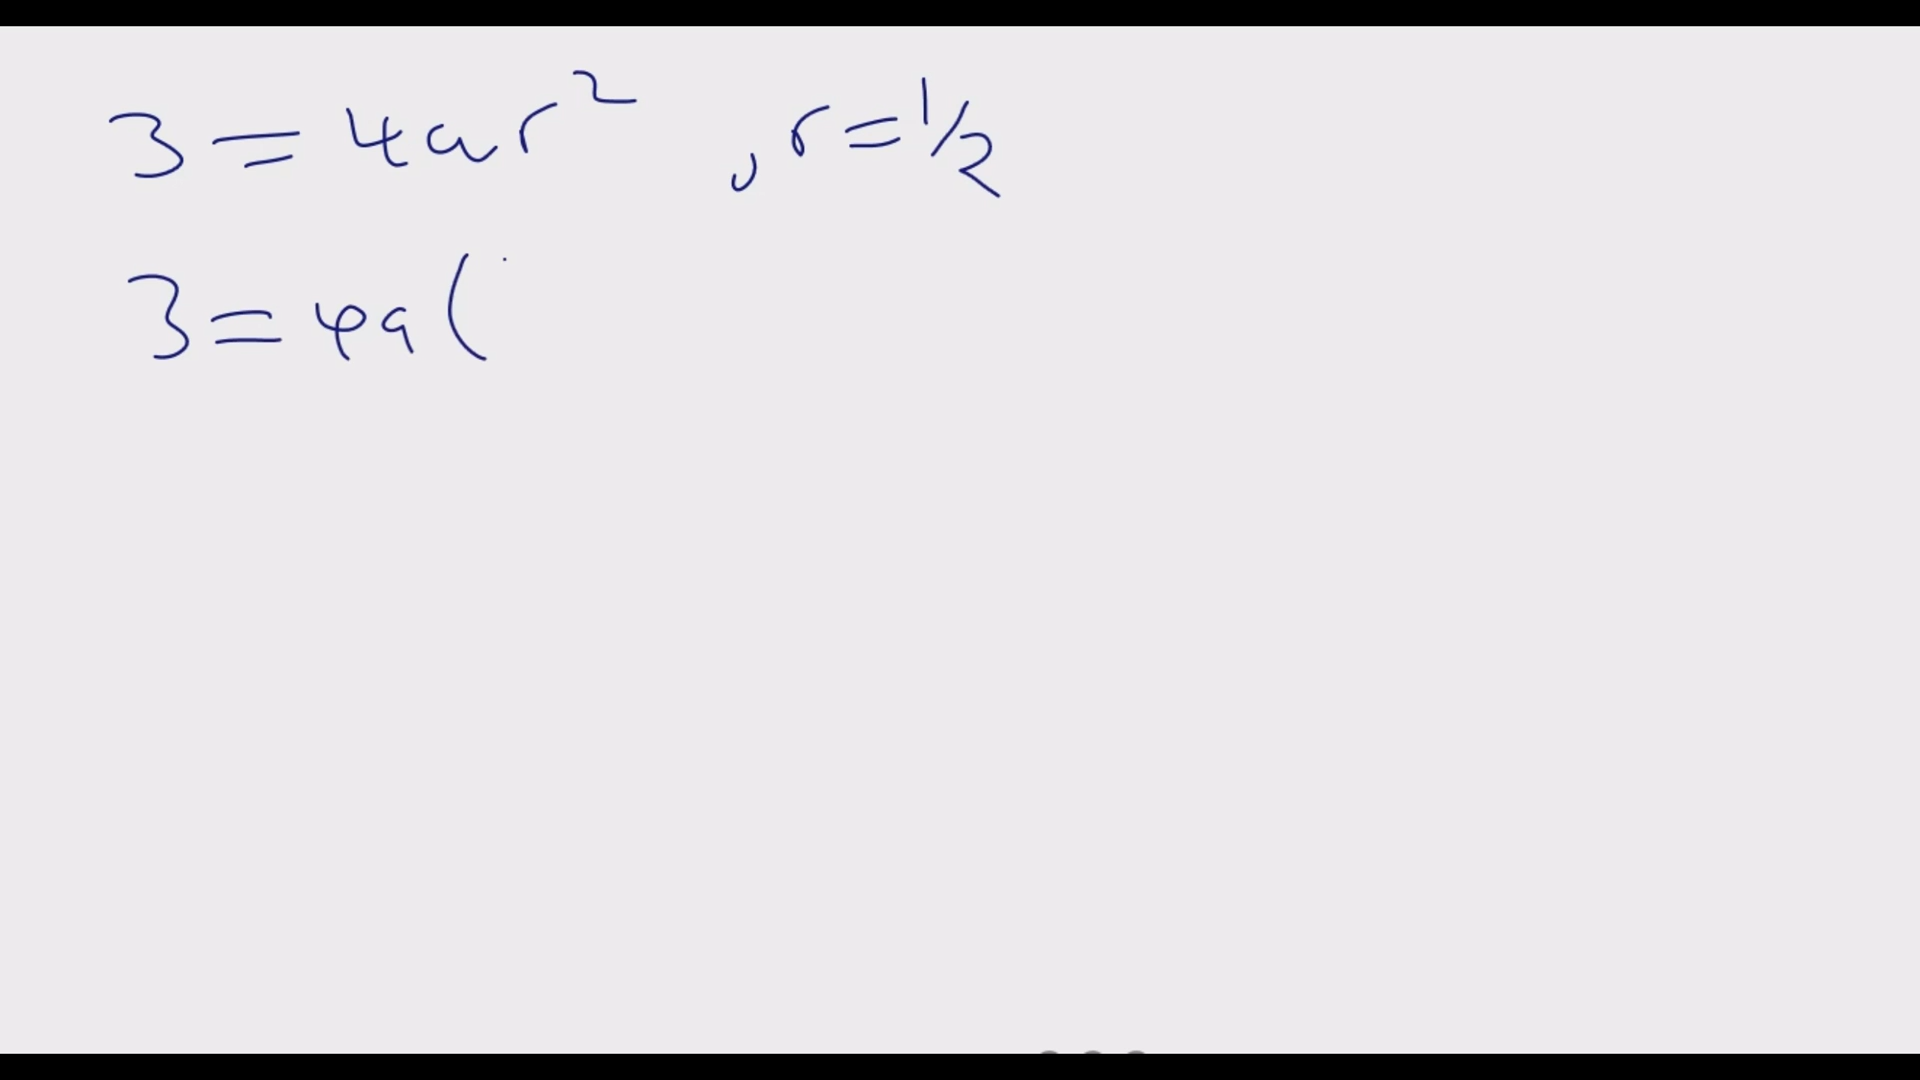 3 = 4ar² , r = 1/2
3 = 4a (